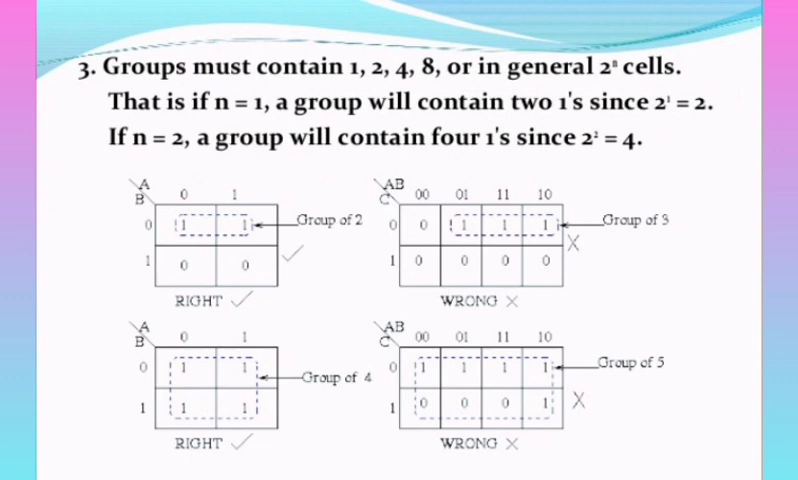 3. Groups must contain 1, 2, 4, 8, or in general 2ⁿ cells.
That is if n = 1, a group will contain two 1's since 2¹ = 2.
If n = 2, a group will contain four 1's since 2² = 4.
A
B 0 1
0 1 1 Group of 2
1 0 0
RIGHT ✓
AB
C 00 01 11 10
0 0 1 1 1 Group of 3
1 0 0 0 0
WRONG X
A
B 0 1
0 1 1
Group of 4
1 1 1
RIGHT ✓
AB
C 00 01 11 10
0 1 1 1 1 Group of 5
1 0 0 0 1
WRONG X